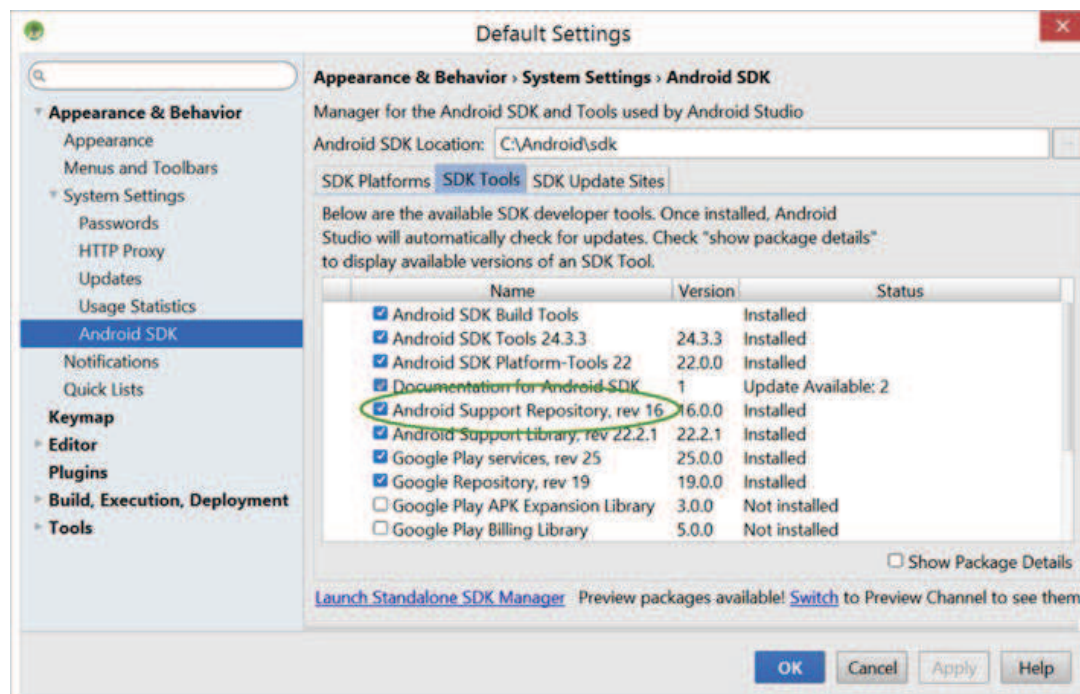 Default Settings
Appearance & Behavior
Appearance
Menus and Toolbars
System Settings
Passwords
HTTP Proxy
Updates
Usage Statistics
Android SDK
Notifications
Quick Lists
Keymap
Editor
Plugins
Build, Execution, Deployment
Tools
Appearance & Behavior › System Settings › Android SDK
Manager for the Android SDK and Tools used by Android Studio
Android SDK Location: C:\Android\sdk
SDK Platforms SDK Tools SDK Update Sites
Below are the available SDK developer tools. Once installed, Android
Studio will automatically check for updates. Check "show package details"
to display available versions of an SDK Tool.
Name Version Status
Android SDK Build Tools Installed
Android SDK Tools 24.3.3 24.3.3 Installed
Android SDK Platform-Tools 22 22.0.0 Installed
Documentation for Android SDK 1 Update Available: 2
Android Support Repository, rev 16 16.0.0 Installed
Android Support Library, rev 22.2.1 22.2.1 Installed
Google Play services, rev 25 25.0.0 Installed
Google Repository, rev 19 19.0.0 Installed
Google Play APK Expansion Library 3.0.0 Not installed
Google Play Billing Library 5.0.0 Not installed
Show Package Details
Launch Standalone SDK Manager Preview packages available! Switch to Preview Channel to see them
OK Cancel Apply Help